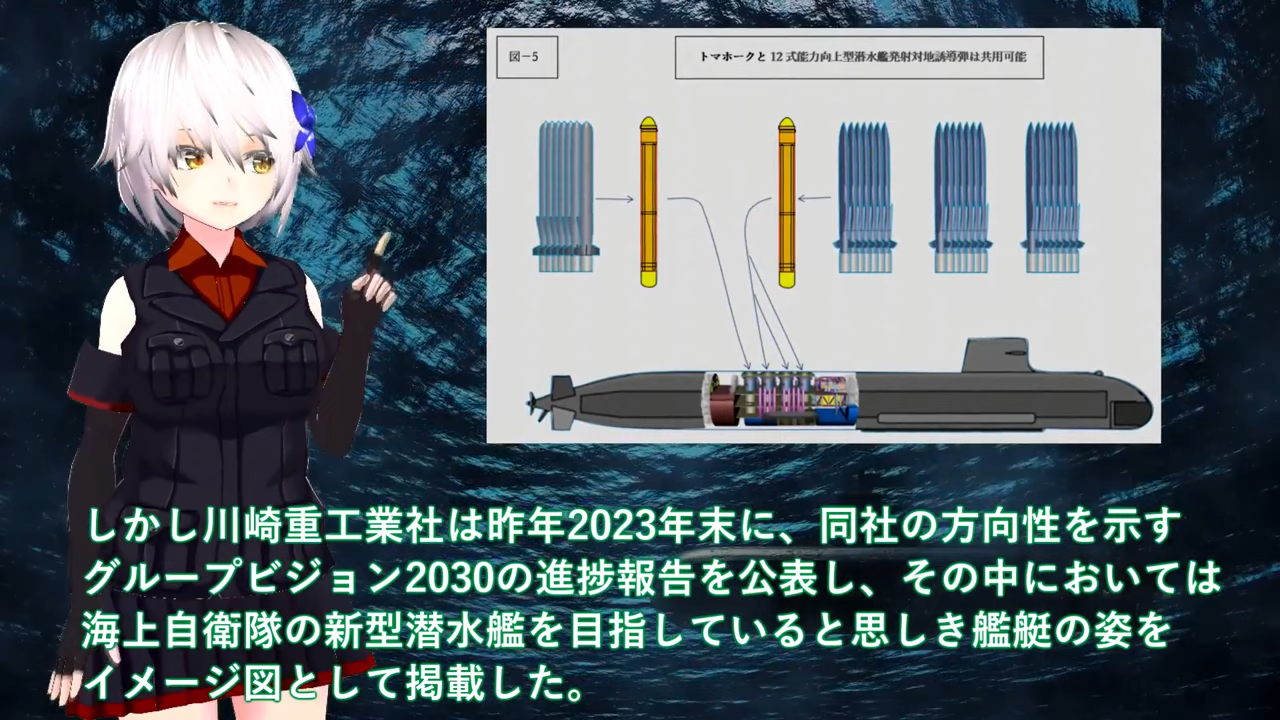 図－5
トマホークと 12 式能力向上型潜水艦発射対地誘導弾は共用可能
しかし川崎重工業社は昨年2023年末に、同社の方向性を示す
グループビジョン2030の進捗報告を公表し、その中においては
海上自衛隊の新型潜水艦を目指していると思しき艦艇の姿を
イメージ図として掲載した。